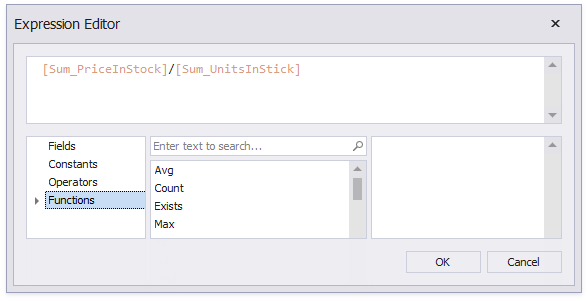 Expression Editor
[Sum_PriceInStock]/[Sum_UnitsInStick]
Fields
Constants
Operators
Functions
Enter text to search...
Avg
Count
Exists
Max
OK
Cancel